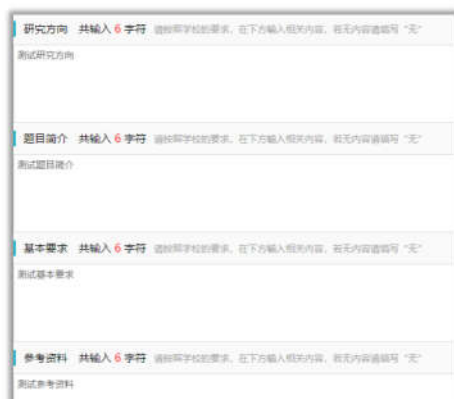 研究方向 共输入 6 字符 请按照学校的要求，在下方输入相关内容，若无内容请填写“无”
测试研究方向
题目简介 共输入 6 字符 请按照学校的要求，在下方输入相关内容，若无内容请填写“无”
测试题目简介
基本要求 共输入 6 字符 请按照学校的要求，在下方输入相关内容，若无内容请填写“无”
测试基本要求
参考资料 共输入 6 字符 请按照学校的要求，在下方输入相关内容，若无内容请填写“无”
测试参考资料